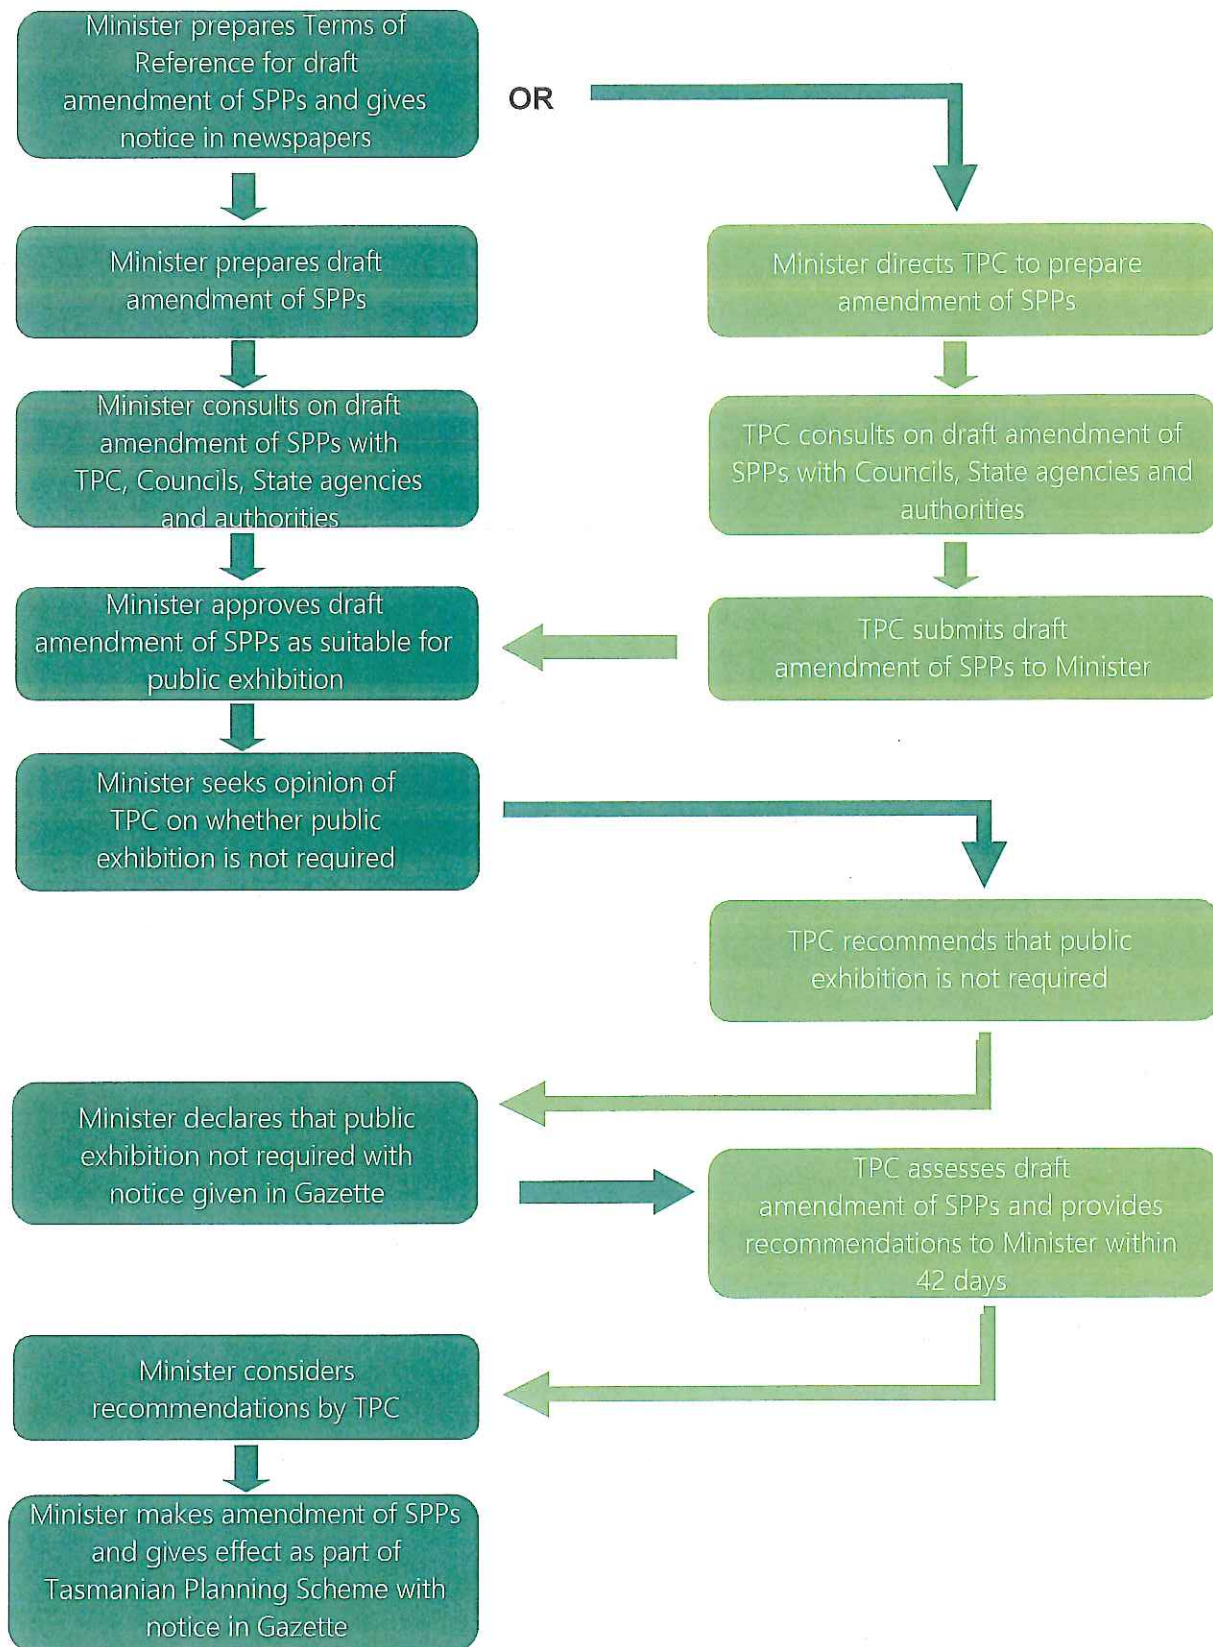 Minister prepares Terms of
Reference for draft
amendment of SPPs and gives
notice in newspapers
OR
Minister prepares draft
amendment of SPPs
Minister directs TPC to prepare
amendment of SPPs
Minister consults on draft
amendment of SPPs with
TPC, Councils, State agencies
and authorities
TPC consults on draft amendment of
SPPs with Councils, State agencies and
authorities
Minister approves draft
amendment of SPPs as suitable for
public exhibition
TPC submits draft
amendment of SPPs to Minister
Minister seeks opinion of
TPC on whether public
exhibition is not required
TPC recommends that public
exhibition is not required
Minister declares that public
exhibition not required with
notice given in Gazette
TPC assesses draft
amendment of SPPs and provides
recommendations to Minister within
42 days
Minister considers
recommendations by TPC
Minister makes amendment of SPPs
and gives effect as part of
Tasmanian Planning Scheme with
notice in Gazette